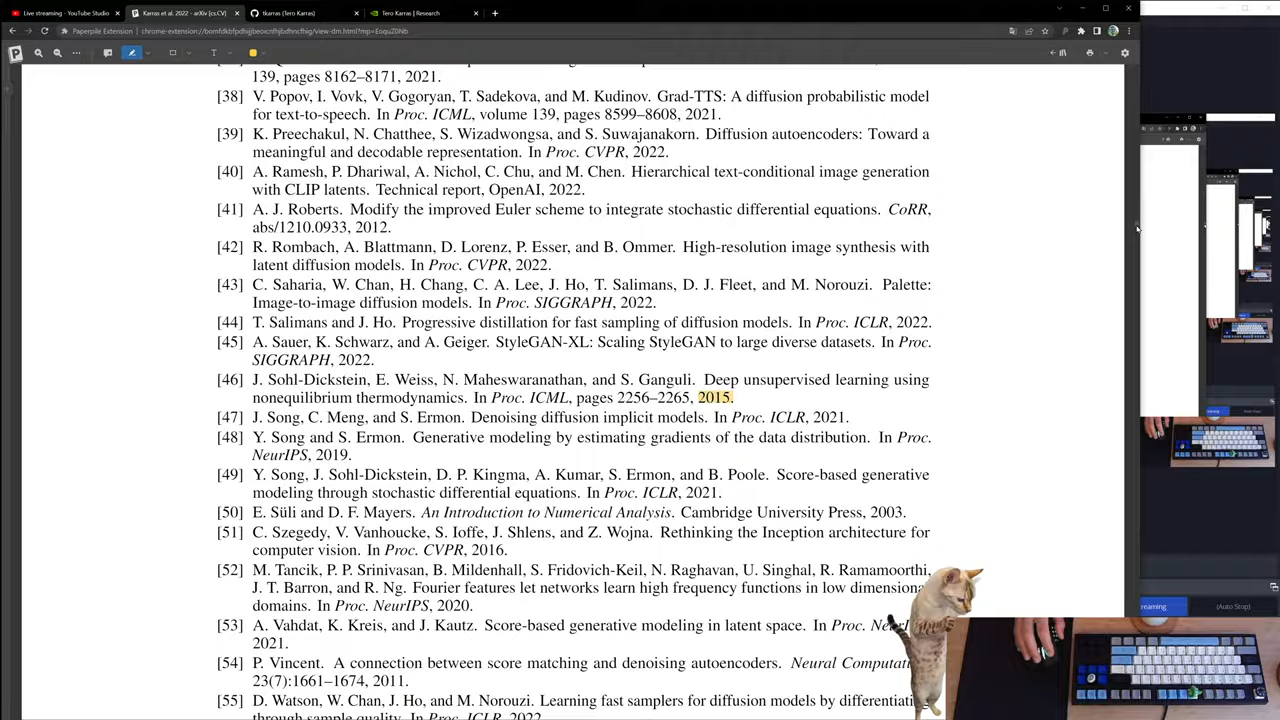 Live streaming - YouTube Studio
Karras et al. 2022 - arXiv [cs.CV]
tkarras (Tero Karras)
Tero Karras | Research
Paperpile Extension
139, pages 8162–8171, 2021.
[38] V. Popov, I. Vovk, V. Gogoryan, T. Sadekova, and M. Kudinov. Grad-TTS: A diffusion probabilistic model
for text-to-speech. In Proc. ICML, volume 139, pages 8599–8608, 2021.
[39] K. Preechakul, N. Chatthee, S. Wizadwongsa, and S. Suwajanakorn. Diffusion autoencoders: Toward a
meaningful and decodable representation. In Proc. CVPR, 2022.
[40] A. Ramesh, P. Dhariwal, A. Nichol, C. Chu, and M. Chen. Hierarchical text-conditional image generation
with CLIP latents. Technical report, OpenAI, 2022.
[41] A. J. Roberts. Modify the improved Euler scheme to integrate stochastic differential equations. CoRR,
abs/1210.0933, 2012.
[42] R. Rombach, A. Blattmann, D. Lorenz, P. Esser, and B. Ommer. High-resolution image synthesis with
latent diffusion models. In Proc. CVPR, 2022.
[43] C. Saharia, W. Chan, H. Chang, C. A. Lee, J. Ho, T. Salimans, D. J. Fleet, and M. Norouzi. Palette:
Image-to-image diffusion models. In Proc. SIGGRAPH, 2022.
[44] T. Salimans and J. Ho. Progressive distillation for fast sampling of diffusion models. In Proc. ICLR, 2022.
[45] A. Sauer, K. Schwarz, and A. Geiger. StyleGAN-XL: Scaling StyleGAN to large diverse datasets. In Proc.
SIGGRAPH, 2022.
[46] J. Sohl-Dickstein, E. Weiss, N. Maheswaranathan, and S. Ganguli. Deep unsupervised learning using
nonequilibrium thermodynamics. In Proc. ICML, pages 2256–2265, 2015.
[47] J. Song, C. Meng, and S. Ermon. Denoising diffusion implicit models. In Proc. ICLR, 2021.
[48] Y. Song and S. Ermon. Generative modeling by estimating gradients of the data distribution. In Proc.
NeurIPS, 2019.
[49] Y. Song, J. Sohl-Dickstein, D. P. Kingma, A. Kumar, S. Ermon, and B. Poole. Score-based generative
modeling through stochastic differential equations. In Proc. ICLR, 2021.
[50] E. Süli and D. F. Mayers. An Introduction to Numerical Analysis. Cambridge University Press, 2003.
[51] C. Szegedy, V. Vanhoucke, S. Ioffe, J. Shlens, and Z. Wojna. Rethinking the Inception architecture for
computer vision. In Proc. CVPR, 2016.
[52] M. Tancik, P. P. Srinivasan, B. Mildenhall, S. Fridovich-Keil, N. Raghavan, U. Singhal, R. Ramamoorthi,
J. T. Barron, and R. Ng. Fourier features let networks learn high frequency functions in low dimensional
domains. In Proc. NeurIPS, 2020.
[53] A. Vahdat, K. Kreis, and J. Kautz. Score-based generative modeling in latent space. In Proc.
2021.
[54] P. Vincent. A connection between score matching and denoising autoencoders. Neural
23(7):1661–1674, 2011.
[55] D. Watson, W. Chan, J. Ho, and M. Norouzi. Learning fast samplers for diffusion models by differentiating
through sample quality. In Proc. ICLR, 2022.
(Auto Stop)